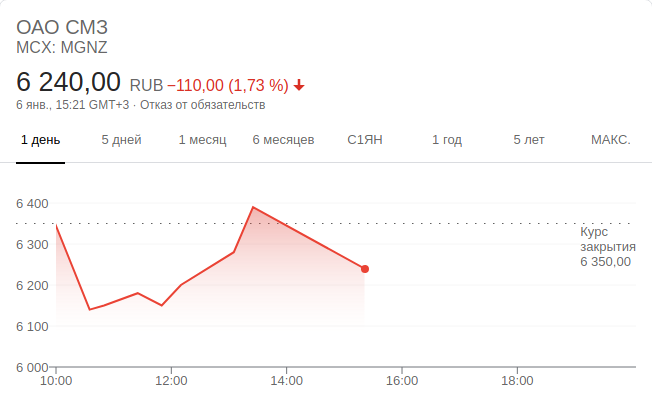 ОАО СМЗ
MCX: MGNZ
6 240,00 RUB −110,00 (1,73 %)
6 янв., 15:21 GMT+3 · Отказ от обязательств
1 день 5 дней 1 месяц 6 месяцев С1ЯН 1 год 5 лет МАКС.
6 400
Курс
закрытия
6 350,00
6 300
6 200
6 100
6 000
10:00 12:00 14:00 16:00 18:00